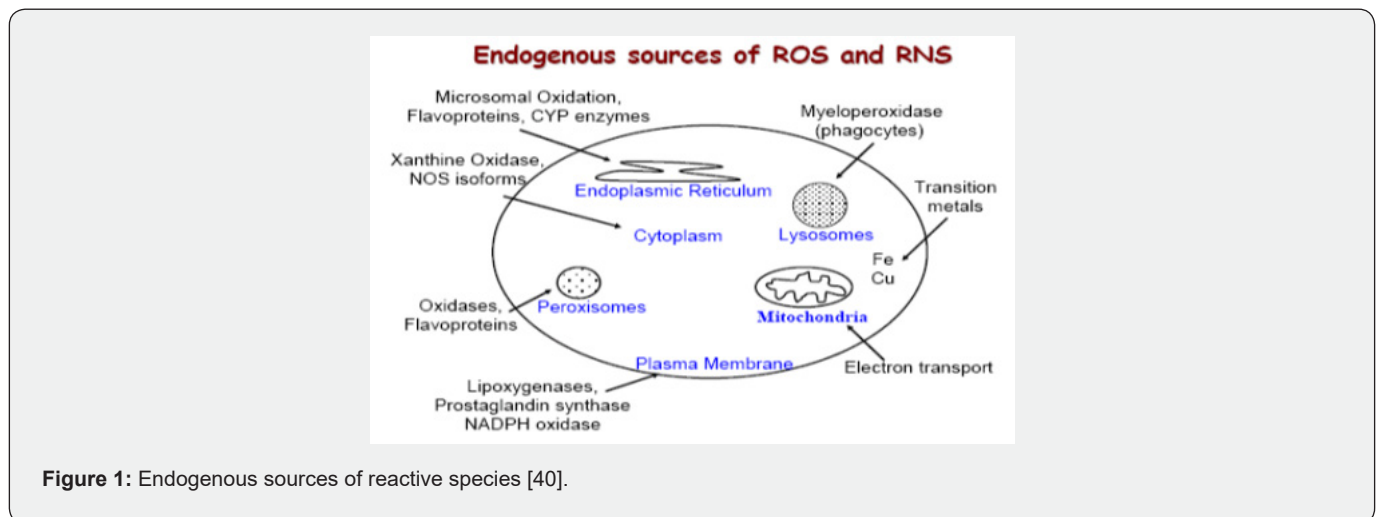 Endogenous sources of ROS and RNS
Microsomal Oxidation,
Flavoproteins, CYP enzymes
Myeloperoxidase
(phagocytes)
Xanthine Oxidase,
NOS isoforms
Endoplasmic Reticulum
Transition
metals
Cytoplasm
Lysosomes
Fe
Cu
Oxidases,
Flavoproteins
Peroxisomes
Mitochondria
Plasma Membrane
Electron transport
Lipoxygenases,
Prostaglandin synthase
NADPH oxidase
Figure 1: Endogenous sources of reactive species [40].